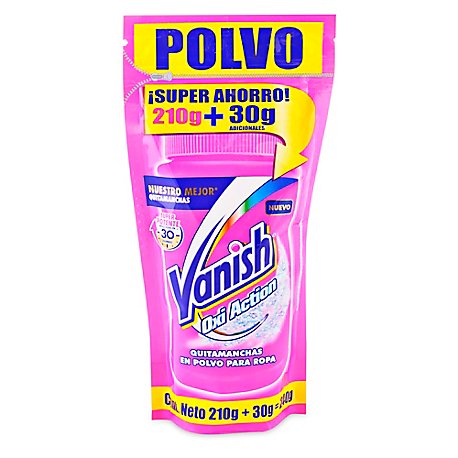 POLVO
¡SUPER AHORRO!
210g + 30g
ADICIONALES
NUESTRO MEJOR*
QUITAMANCHAS
NUEVO
30
Vanish
Oxi Action
QUITAMANCHAS
EN POLVO PARA ROPA
Neto 210g + 30g =